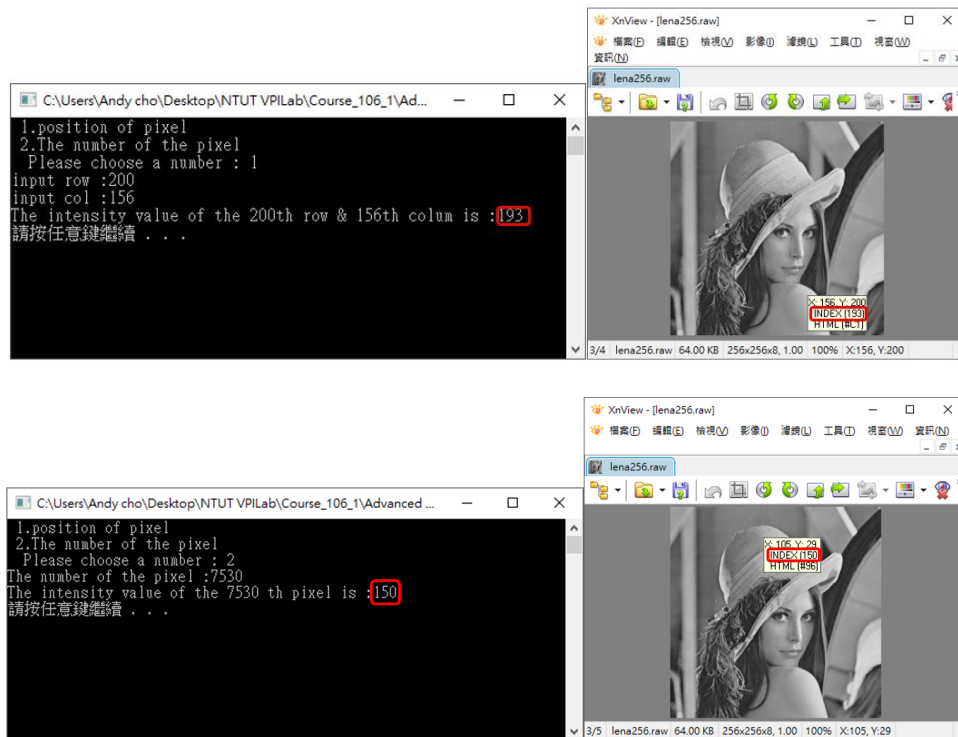 C:\Users\Andy cho\Desktop\NTUT VPILab\Course_106_1\Ad...
1.position of pixel
2.The number of the pixel
Please choose a number : 1
input row :200
input col :156
The intensity value of the 200th row & 156th colum is :193
請按任意鍵繼續 . . .
XnView - [lena256.raw]
檔案(F) 編輯(E) 檢視(V) 影像(I) 濾鏡(L) 工具(T) 視窗(W)
資訊(N)
lena256.raw
X: 156, Y: 200
INDEX (193)
HTML (#C1)
3/4 lena256.raw 64.00 KB 256x256x8, 1.00 100% X:156, Y:200
C:\Users\Andy cho\Desktop\NTUT VPILab\Course_106_1\Advanced ...
1.position of pixel
2.The number of the pixel
Please choose a number : 2
The number of the pixel :7530
The intensity value of the 7530 th pixel is :150
請按任意鍵繼續 . . .
XnView - [lena256.raw]
檔案(F) 編輯(E) 檢視(V) 影像(I) 濾鏡(L) 工具(T) 視窗(W) 資訊(N)
lena256.raw
X: 105, Y: 29
INDEX (150)
HTML (#96)
3/5 lena256.raw 64.00 KB 256x256x8, 1.00 100% X:105, Y:29